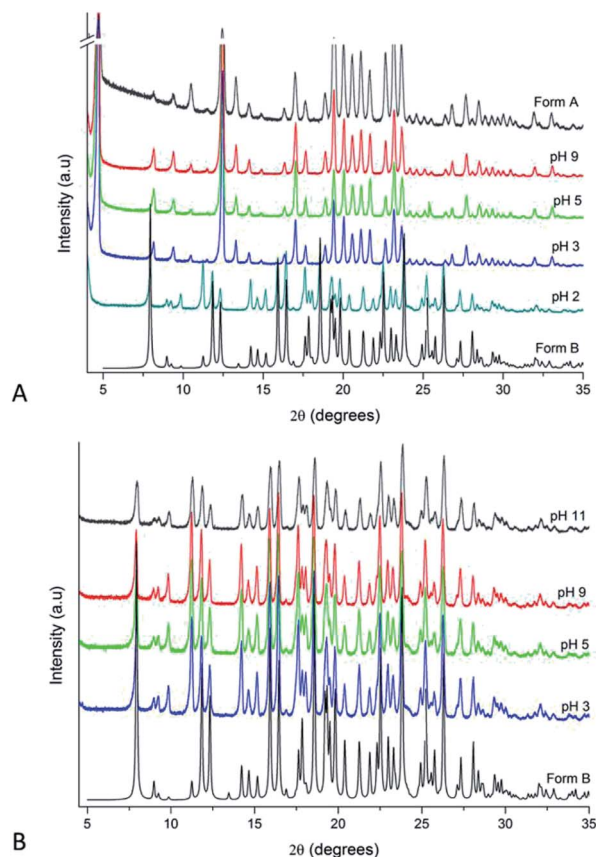 Form A
pH 9
pH 5
pH 3
pH 2
Form B
Intensity (a.u)
5 10 15 20 25 30 35
2θ (degrees)
A
pH 11
pH 9
pH 5
pH 3
Form B
Intensity (a.u)
5 10 15 20 25 30 35
2θ (degrees)
B